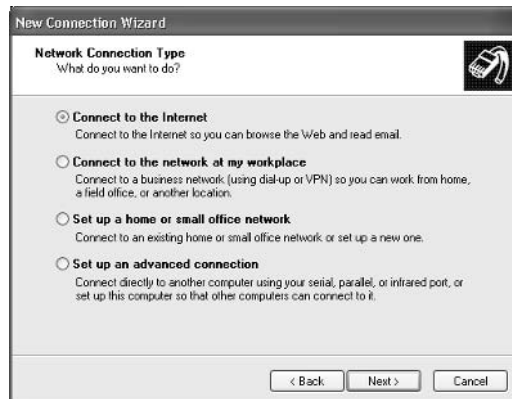 New Connection Wizard
Network Connection Type
What do you want to do?
Connect to the Internet
Connect to the Internet so you can browse the Web and read email.
Connect to the network at my workplace
Connect to a business network (using dial-up or VPN) so you can work from home,
a field office, or another location.
Set up a home or small office network
Connect to an existing home or small office network or set up a new one.
Set up an advanced connection
Connect directly to another computer using your serial, parallel, or infrared port, or
set up this computer so that other computers can connect to it.
< Back Next > Cancel